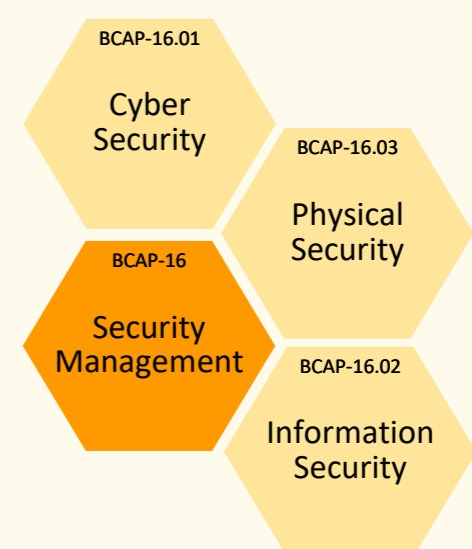 BCAP-16.01
Cyber
Security
BCAP-16.03
Physical
Security
BCAP-16
Security
Management
BCAP-16.02
Information
Security